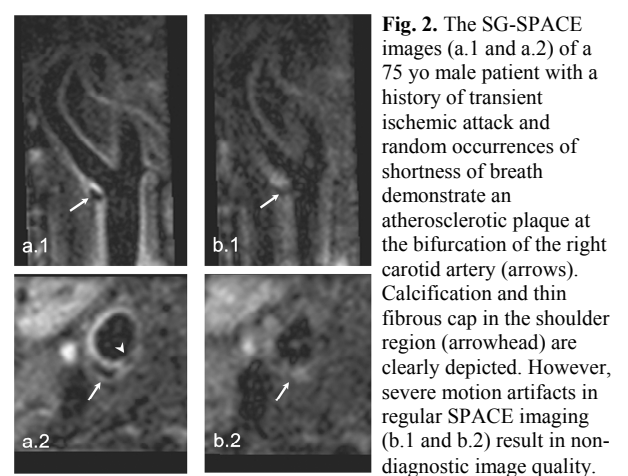 Fig. 2. The SG-SPACE
images (a.1 and a.2) of a
75 yo male patient with a
history of transient
ischemic attack and
random occurrences of
shortness of breath
demonstrate an
atherosclerotic plaque at
the bifurcation of the right
carotid artery (arrows).
Calcification and thin
fibrous cap in the shoulder
region (arrowhead) are
clearly depicted. However,
severe motion artifacts in
regular SPACE imaging
(b.1 and b.2) result in non-
diagnostic image quality.
a.1
b.1
a.2
b.2